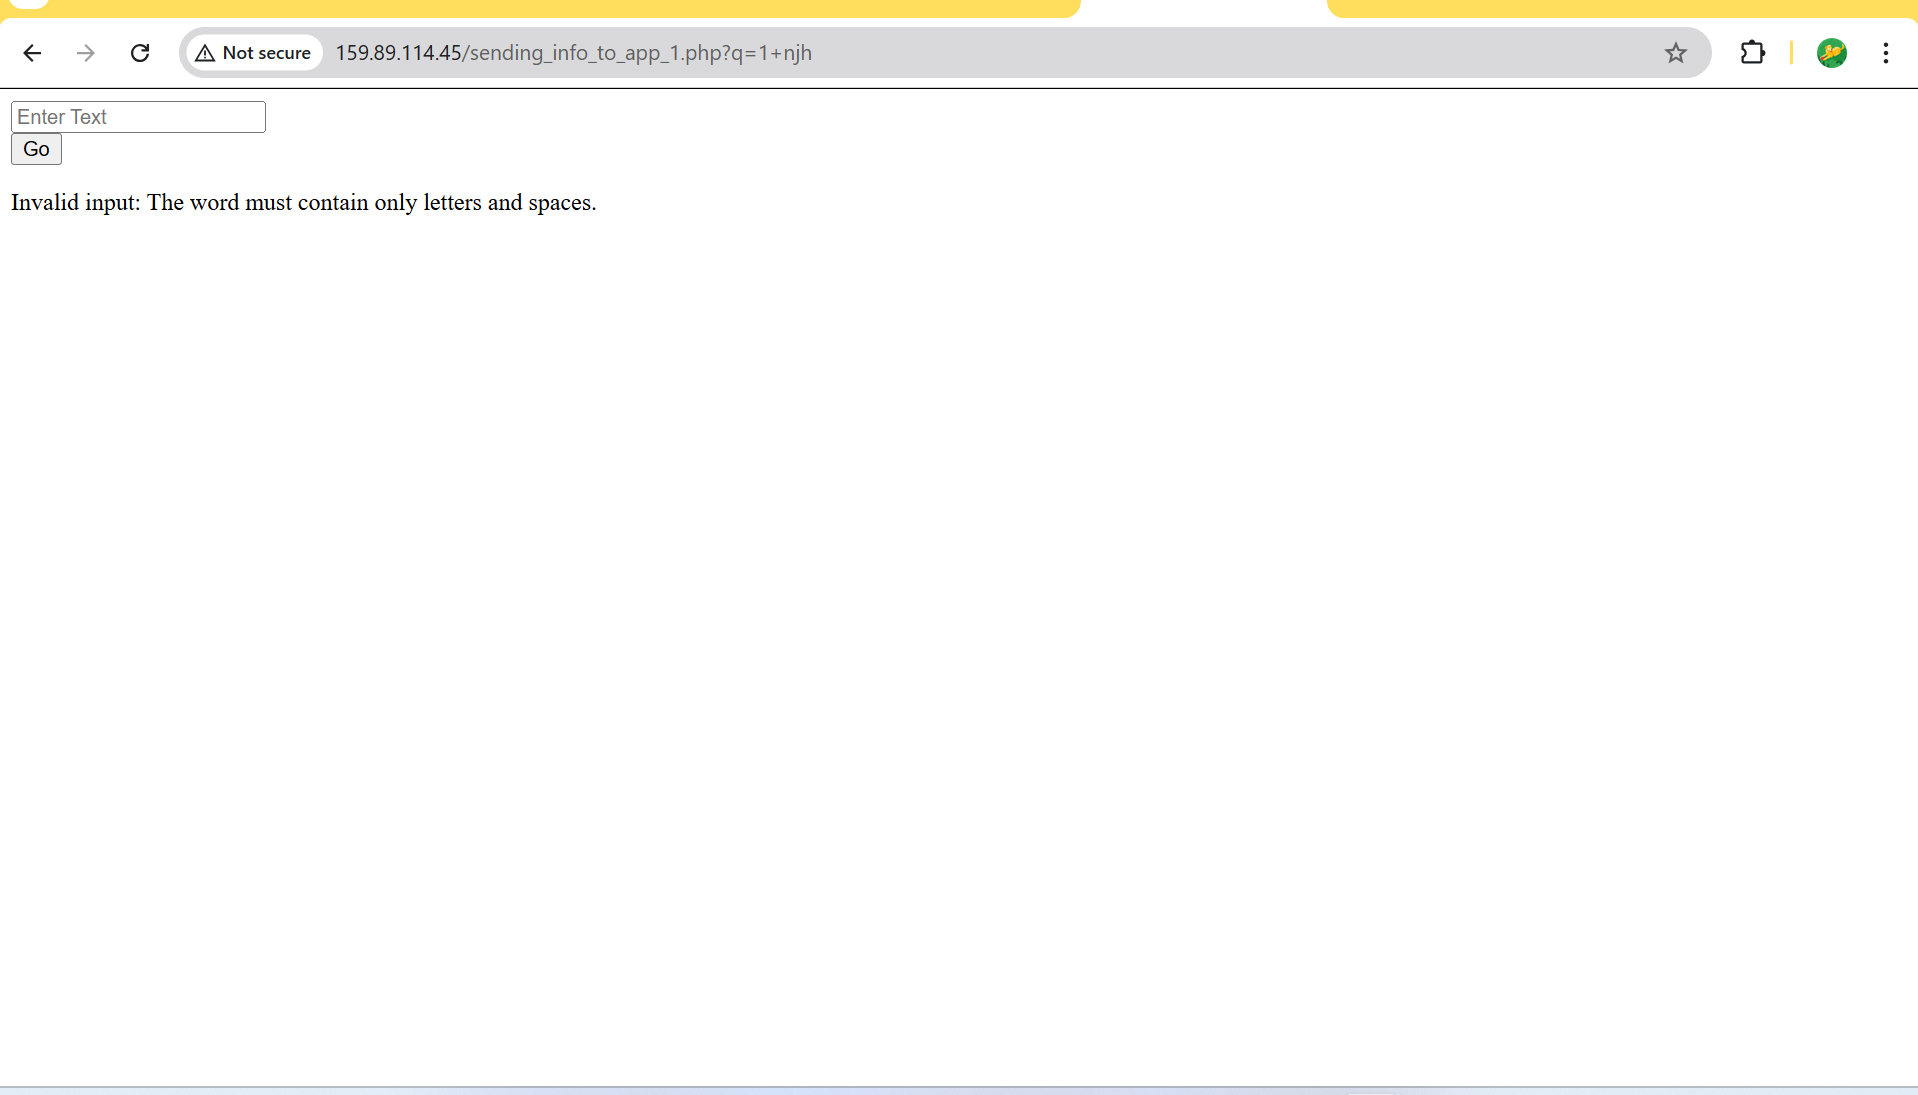 Not secure 159.89.114.45/sending_info_to_app_1.php?q=1+njh
Enter Text
Go
Invalid input: The word must contain only letters and spaces.